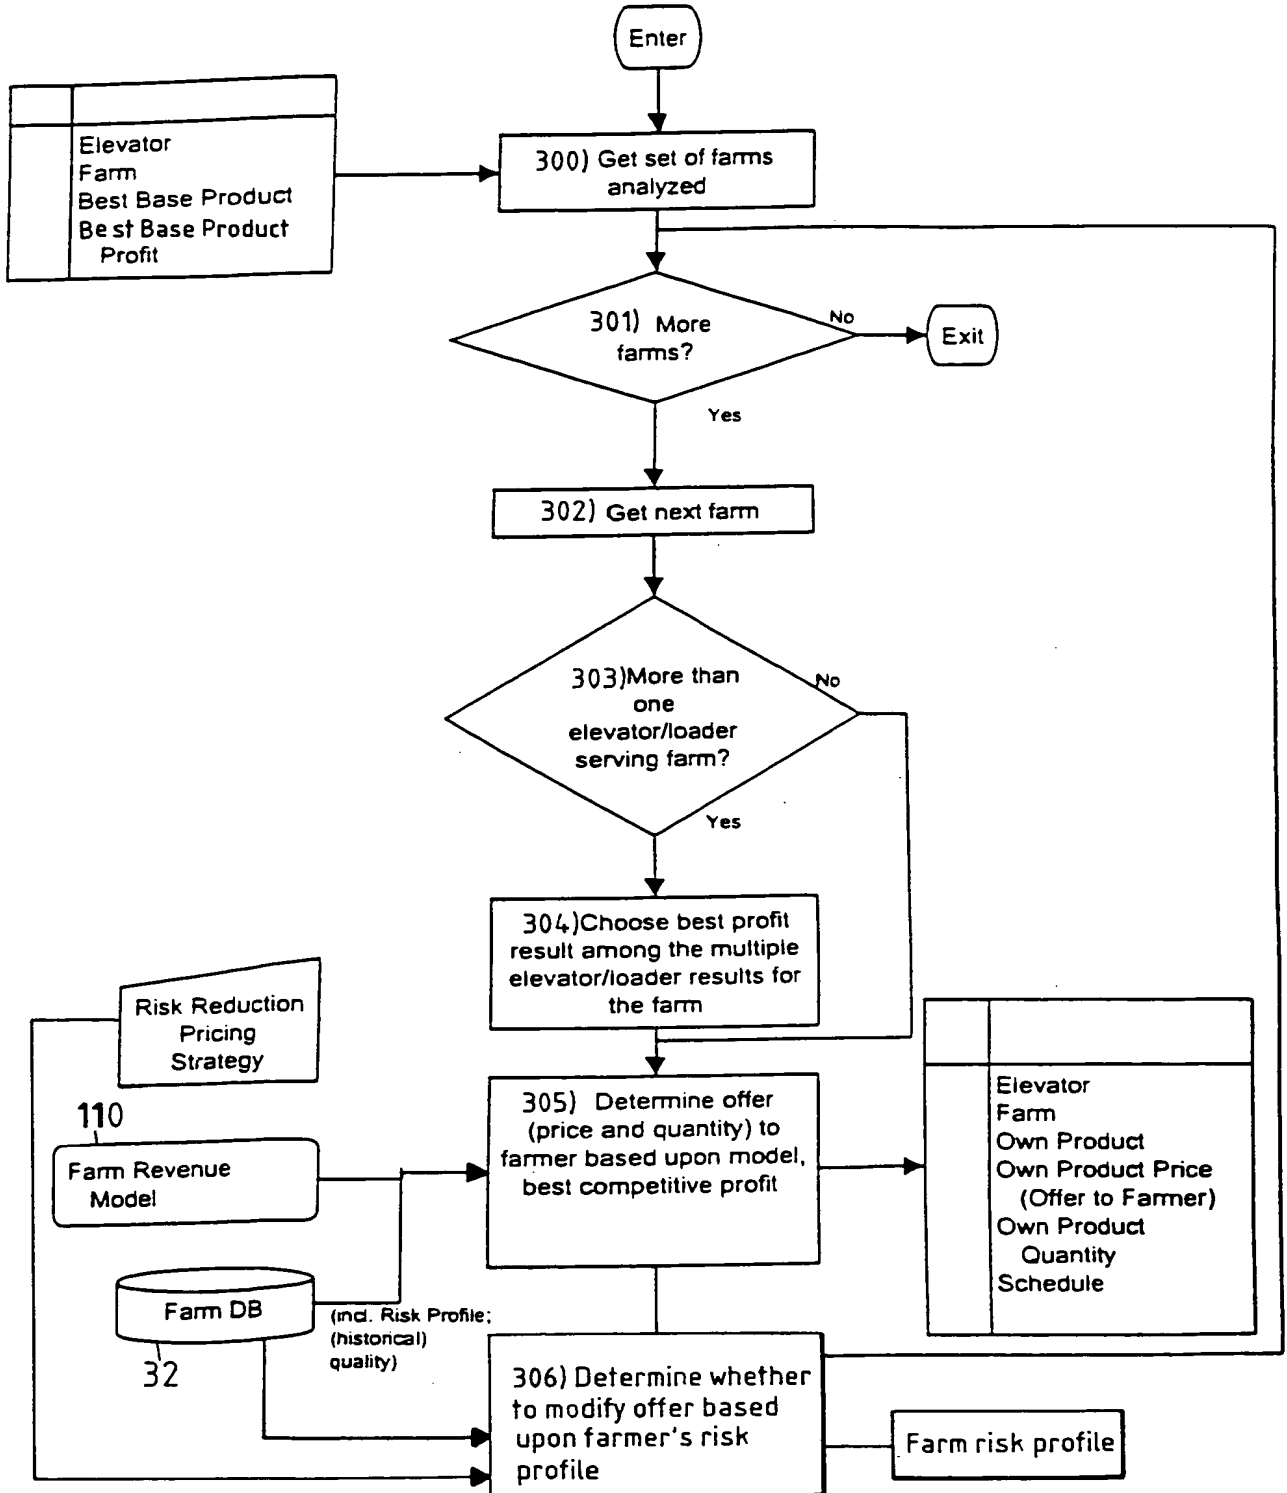 Enter
Elevator
Farm
Best Base Product
Best Base Product
Profit
300) Get set of farms
analyzed
301) More
farms?
No
Exit
Yes
302) Get next farm
303)More than
one
elevator/loader
serving farm?
No
Yes
304)Choose best profit
result among the multiple
elevator/loader results for
the farm
Risk Reduction
Pricing
Strategy
110
Farm Revenue
Model
305) Determine offer
(price and quantity) to
farmer based upon model,
best competitive profit
Elevator
Farm
Own Product
Own Product Price
(Offer to Farmer)
Own Product
Quantity
Schedule
Farm DB
32
(incl. Risk Profile;
(historical)
quality)
306) Determine whether
to modify offer based
upon farmer's risk
profile
Farm risk profile